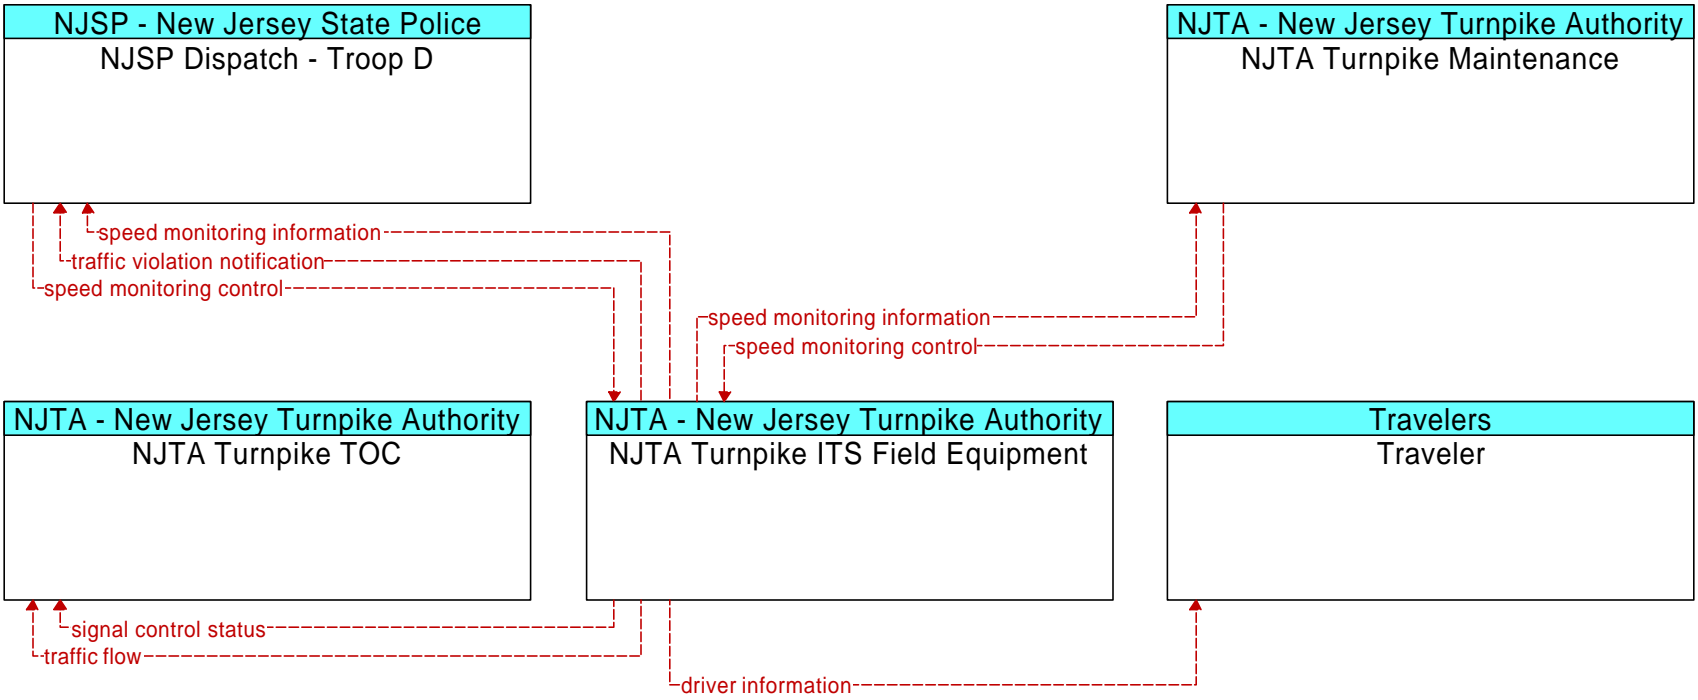 NJSP - New Jersey State Police
NJSP Dispatch - Troop D
NJTA - New Jersey Turnpike Authority
NJTA Turnpike Maintenance
speed monitoring information
traffic violation notification
speed monitoring control
speed monitoring information
speed monitoring control
NJTA - New Jersey Turnpike Authority
NJTA Turnpike TOC
NJTA - New Jersey Turnpike Authority
NJTA Turnpike ITS Field Equipment
Travelers
Traveler
signal control status
traffic flow
driver information